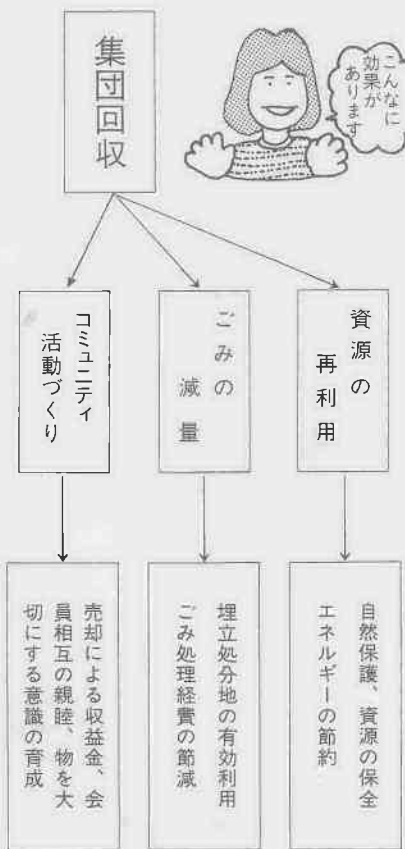 こんなに
効果が
あります
集団回収
資源の
再利用
ごみの
減量
コミュニティ
活動づくり
自然保護、資源の保全
エネルギーの節約
埋立処分地の有効利用
ごみ処理経費の節減
売却による収益金、会
員相互の親睦、物を大
切にする意識の育成